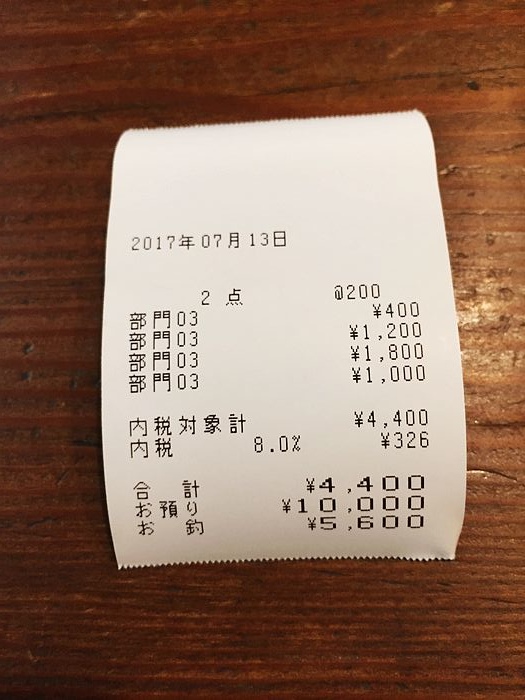 2017年07月13日
2点 @200
部門03 ¥400
部門03 ¥1,200
部門03 ¥1,800
部門03 ¥1,000
内税対象計 ¥4,400
内税 8.0% ¥326
合計 ¥4,400
お預り ¥10,000
お釣 ¥5,600